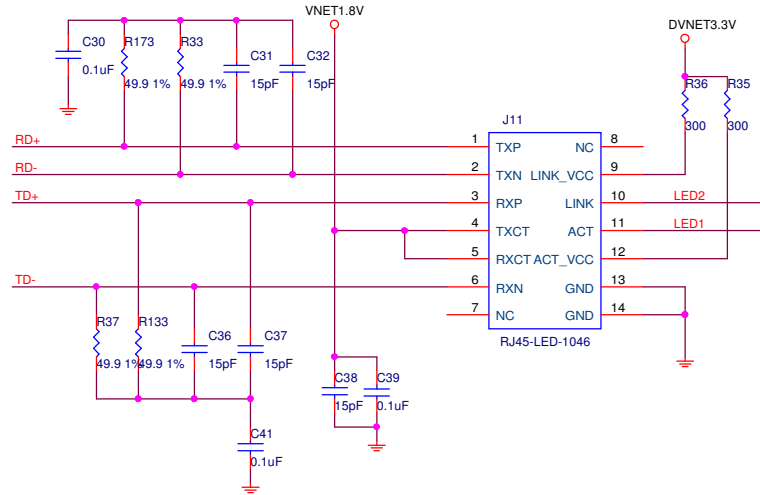 VNET1.8V
DVNET3.3V
C30
0.1uF
R173
49.9 1%
R33
49.9 1%
C31
15pF
C32
15pF
R36
300
R35
300
J11
RD+
1
TXP
NC
8
RD-
2
TXN
LINK_VCC
9
TD+
3
RXP
LINK
10
LED2
4
TXCT
ACT
11
LED1
5
RXCT
ACT_VCC
12
TD-
6
RXN
GND
13
7
NC
GND
14
RJ45-LED-1046
R37
49.9 1%
R133
49.9 1%
C36
15pF
C37
15pF
C38
15pF
C39
0.1uF
C41
0.1uF